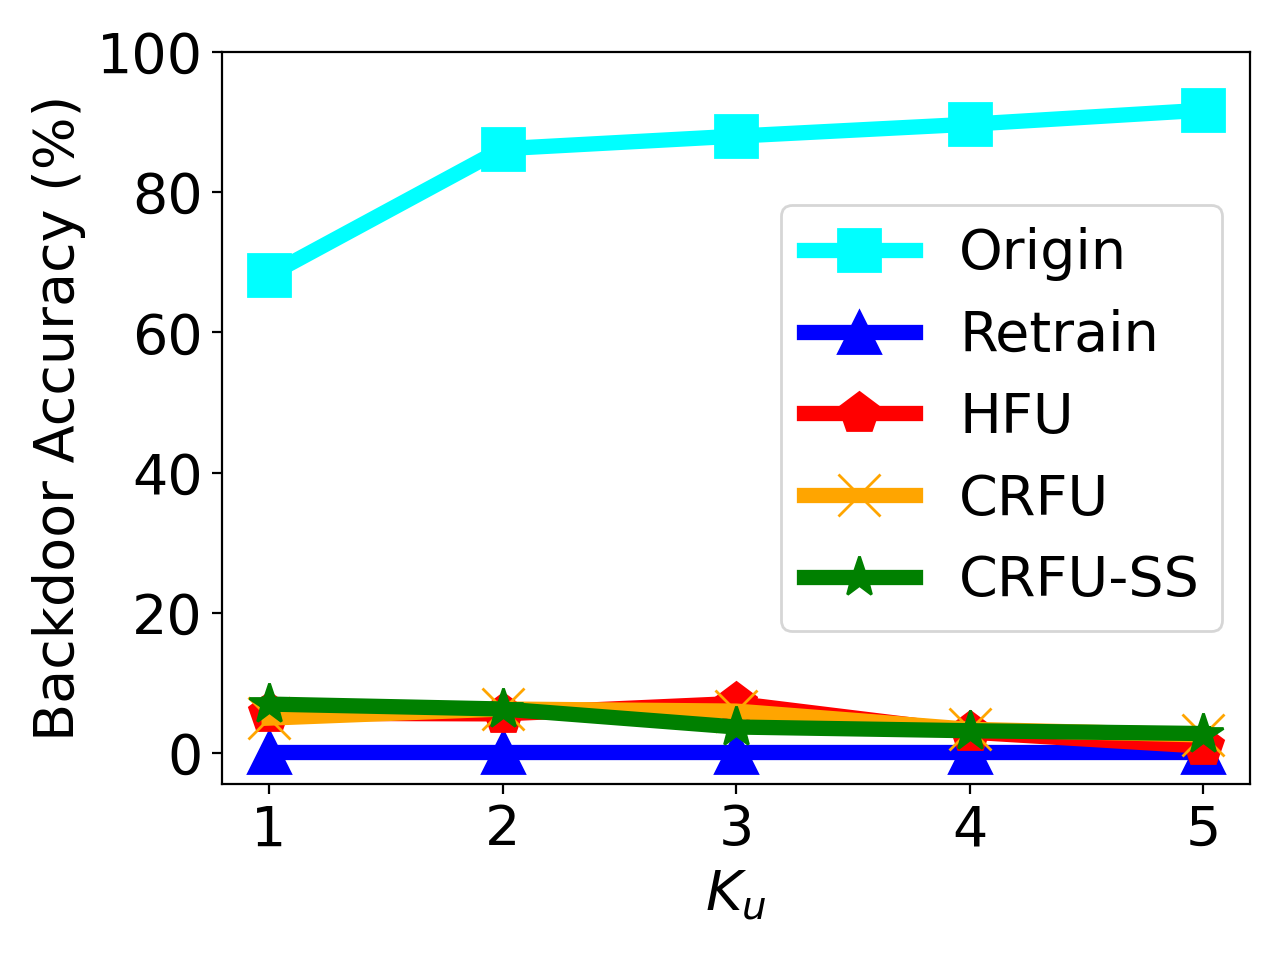 Backdoor Accuracy (%)
100
80
60
40
20
0
Origin
Retrain
HFU
CRFU
CRFU-SS
1 2 3 4 5
K_u